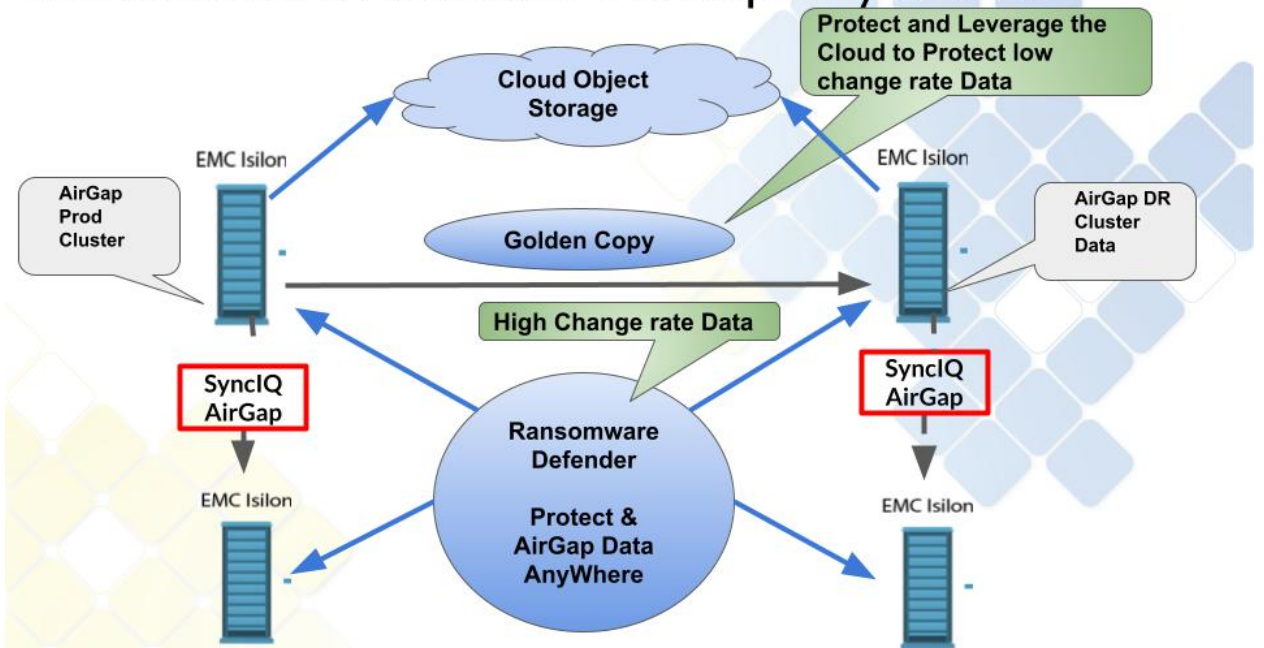 Protect and Leverage the
Cloud to Protect low
change rate Data
Cloud Object
Storage
EMC Isilon
EMC Isilon
AirGap
Prod
Cluster
AirGap DR
Cluster
Data
Golden Copy
High Change rate Data
SyncIQ
AirGap
SyncIQ
AirGap
Ransomware
Defender
Protect &
AirGap Data
AnyWhere
EMC Isilon
EMC Isilon